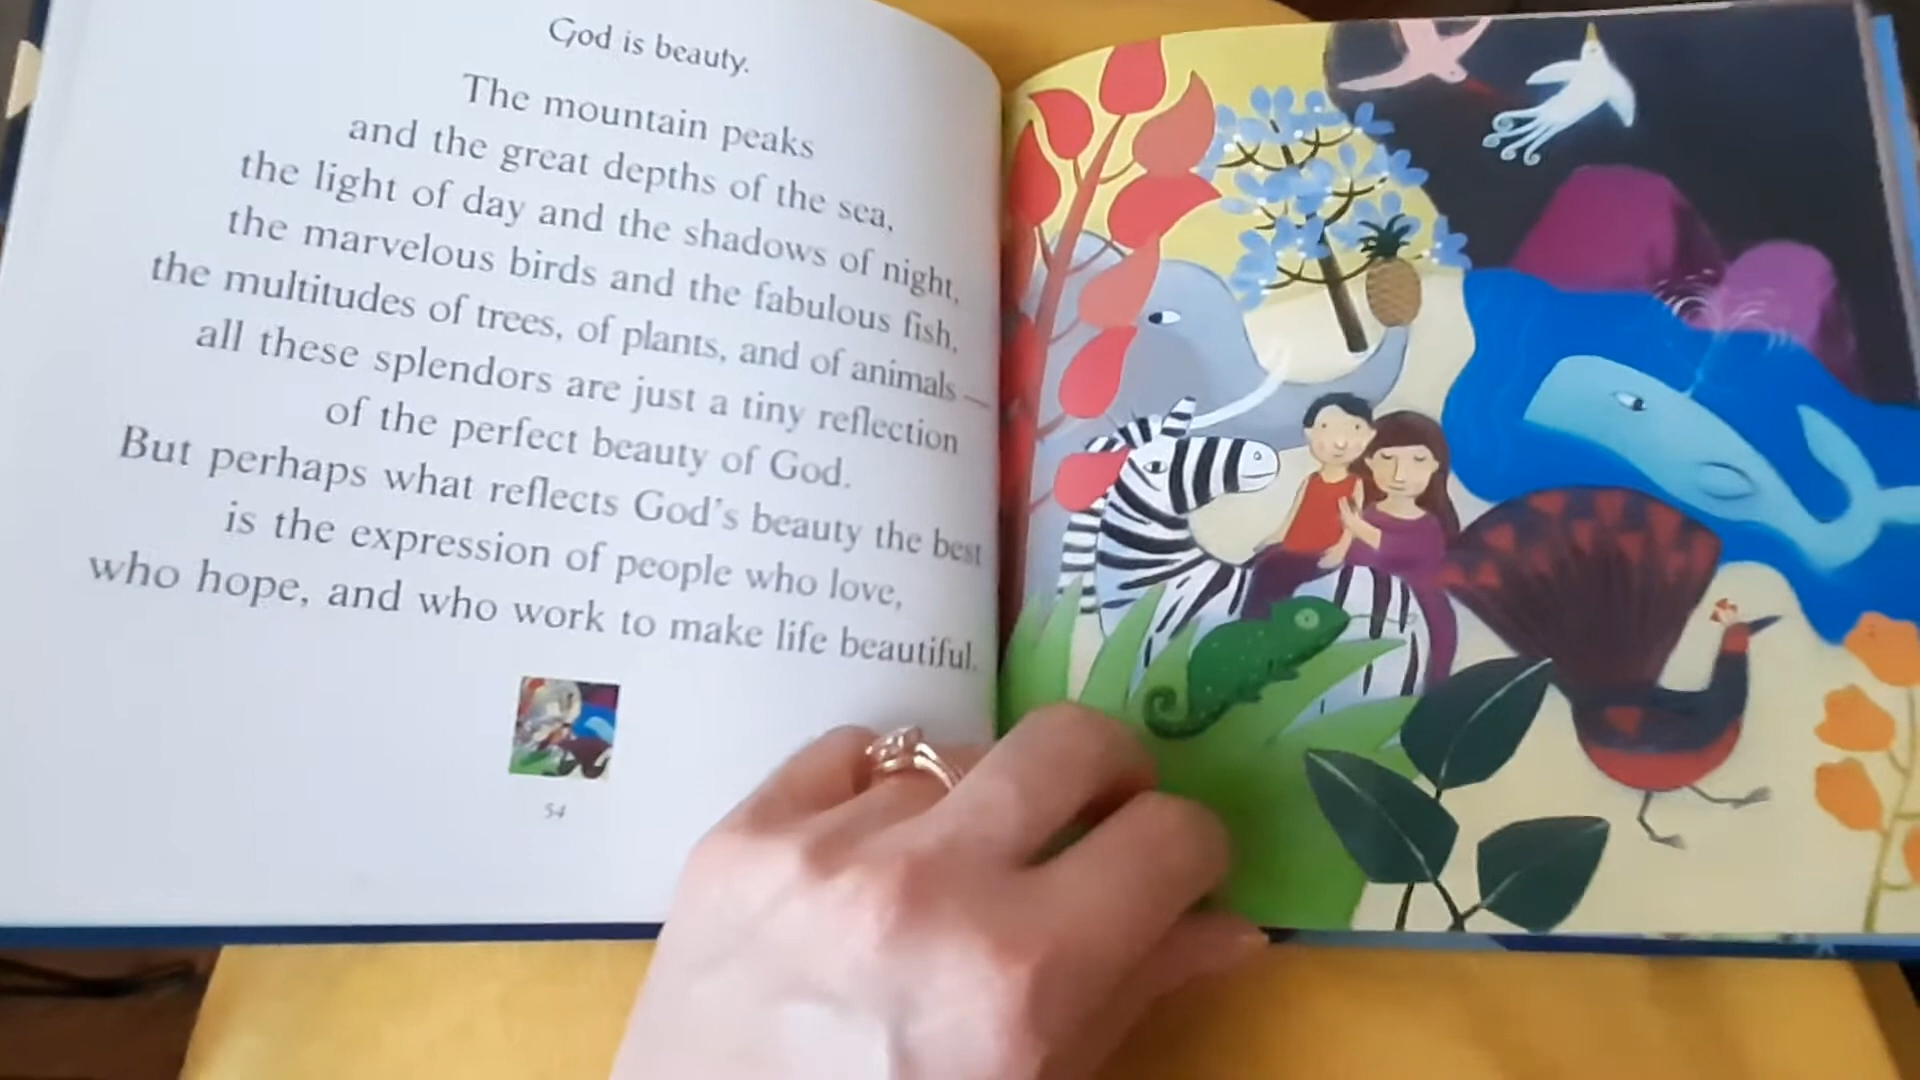 God is beauty.
The mountain peaks
and the great depths of the sea,
the light of day and the shadows of night,
the marvelous birds and the fabulous fish,
the multitudes of trees, of plants, and of animals —
all these splendors are just a tiny reflection
of the perfect beauty of God.
But perhaps what reflects God's beauty the best
is the expression of people who love,
who hope, and who work to make life beautiful.
54